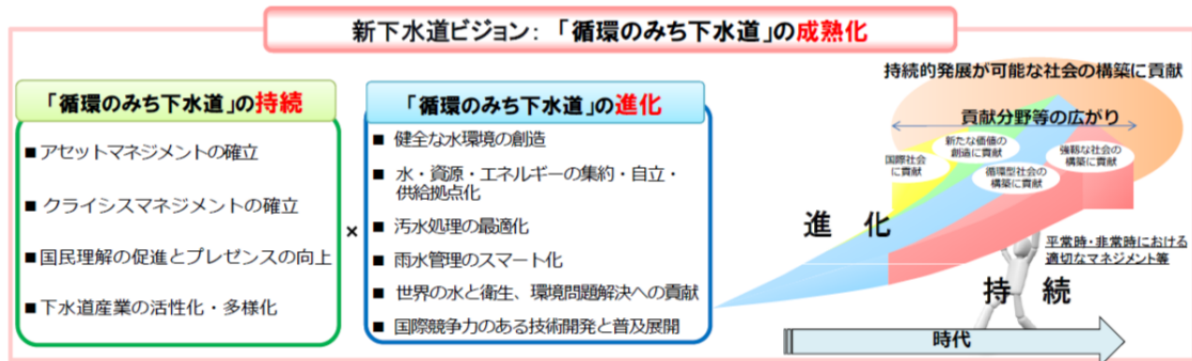 新下水道ビジョン：「循環のみち下水道」の成熟化
「循環のみち下水道」の持続
■アセットマネジメントの確立
■クライシスマネジメントの確立
■国民理解の促進とプレゼンスの向上
■下水道産業の活性化・多様化
×
「循環のみち下水道」の進化
■ 健全な水環境の創造
■ 水・資源・エネルギーの集約・自立・
供給拠点化
■ 汚水処理の最適化
■ 雨水管理のスマート化
■ 世界の水と衛生、環境問題解決への貢献
■ 国際競争力のある技術開発と普及展開
持続的発展が可能な社会の構築に貢献
貢献分野等の広がり
国際社会
に貢献
新たな価値の
創造に貢献
循環型社会の
構築に貢献
強靱な社会の
構築に貢献
進 化
平常時・非常時における
適切なマネジメント等
持 続
時代